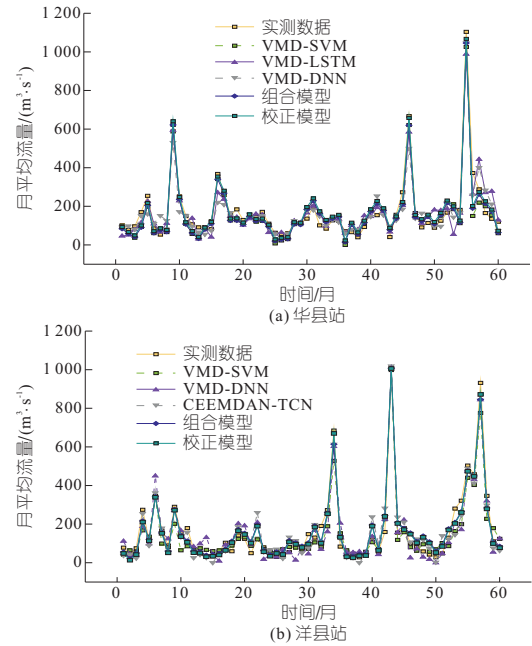 1 200
1 000
800
600
400
200
0
月平均流量/(m³·s⁻¹)
实测数据
VMD-SVM
VMD-LSTM
VMD-DNN
组合模型
校正模型
0 10 20 30 40 50 60
时间/月
(a) 华县站
1 200
1 000
800
600
400
200
0
月平均流量/(m³·s⁻¹)
实测数据
VMD-SVM
VMD-DNN
CEEMDAN-TCN
组合模型
校正模型
0 10 20 30 40 50 60
时间/月
(b) 洋县站